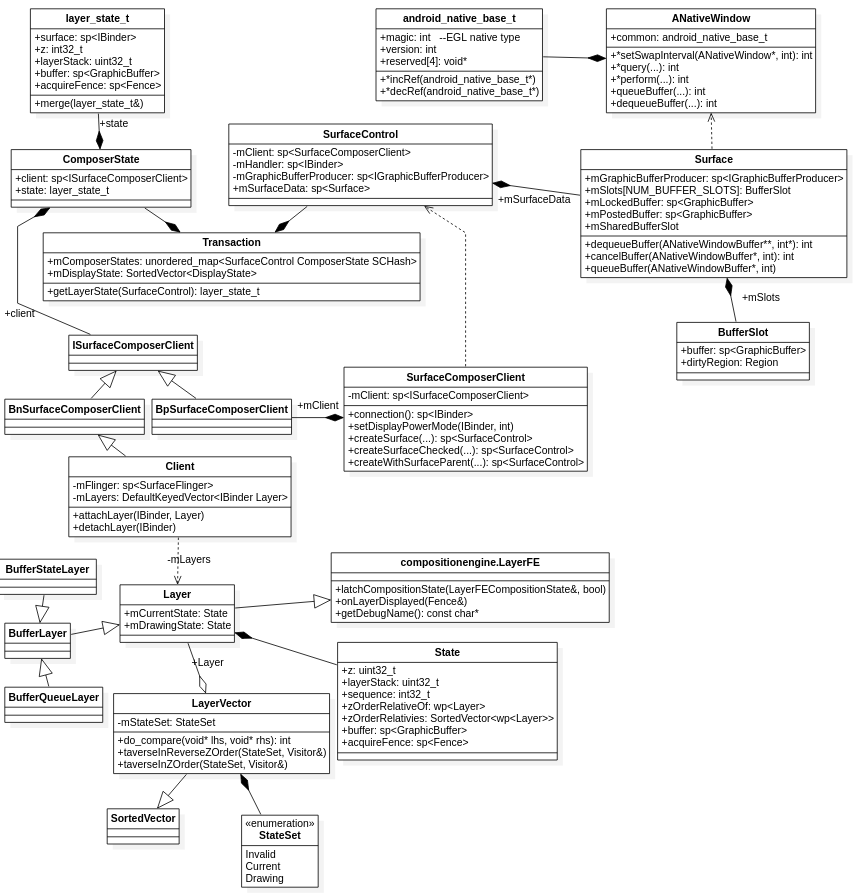 layer_state_t
+surface: sp<IBinder>
+z: int32_t
+layerStack: uint32_t
+buffer: sp<GraphicBuffer>
+acquireFence: sp<Fence>
+merge(layer_state_t&)
android_native_base_t
+magic: int --EGL native type
+version: int
+reserved[4]: void*
+*incRef(android_native_base_t*)
+*decRef(android_native_base_t*)
ANativeWindow
+common: android_native_base_t
+*setSwapInterval(ANativeWindow*, int): int
+*query(...): int
+*perform(...): int
queueBuffer(...): int
+dequeueBuffer(...): int
+state
ComposerState
+client: sp<ISurfaceComposerClient>
+state: layer_state_t
SurfaceControl
-mClient: sp<SurfaceComposerClient>
-mHandler: sp<IBinder>
-mGraphicBufferProducer: sp<IGraphicBufferProducer>
+mSurfaceData: sp<Surface>
+mSurfaceData
Surface
+mGraphicBufferProducer: sp<IGraphicBufferProducer>
+mSlots[NUM_BUFFER_SLOTS]: BufferSlot
+mLockedBuffer: sp<GraphicBuffer>
+mPostedBuffer: sp<GraphicBuffer>
+mSharedBufferSlot
+dequeueBuffer(ANativeWindowBuffer**, int*): int
+cancelBuffer(ANativeWindowBuffer*, int): int
+queueBuffer(ANativeWindowBuffer*, int)
Transaction
+mComposerStates: unordered_map<SurfaceControl ComposerState SCHash>
+mDisplayState: SortedVector<DisplayState>
+getLayerState(SurfaceControl): layer_state_t
+mSlots
BufferSlot
+buffer: sp<GraphicBuffer>
+dirtyRegion: Region
+client
ISurfaceComposerClient
BnSurfaceComposerClient
BpSurfaceComposerClient
+mClient
SurfaceComposerClient
-mClient: sp<ISurfaceComposerClient>
+connection(): sp<IBinder>
+setDisplayPowerMode(IBinder, int)
+createSurface(...): sp<SurfaceControl>
+createSurfaceChecked(...): sp<SurfaceControl>
+createWithSurfaceParent(...): sp<SurfaceControl>
Client
-mFlinger: sp<SurfaceFlinger>
-mLayers: DefaultKeyedVector<IBinder Layer>
+attachLayer(IBinder, Layer)
+detachLayer(IBinder)
-mLayers
BufferStateLayer
BufferLayer
BufferQueueLayer
Layer
+mCurrentState: State
+mDrawingState: State
compositionengine.LayerFE
+latchCompositionState(LayerFECompositionState&, bool)
+onLayerDisplayed(Fence&)
+getDebugName(): const char*
+Layer
State
+z: uint32_t
+layerStack: uint32_t
+sequence: int32_t
+zOrderRelativeOf: wp<Layer>
+zOrderRelativies: SortedVector<wp<Layer>>
+buffer: sp<GraphicBuffer>
+acquireFence: sp<Fence>
LayerVector
-mStateSet: StateSet
+do_compare(void* lhs, void* rhs): int
+taverseInReverseZOrder(StateSet, Visitor&)
+taverseInZOrder(StateSet, Visitor&)
SortedVector
«enumeration»
StateSet
Invalid
Current
Drawing